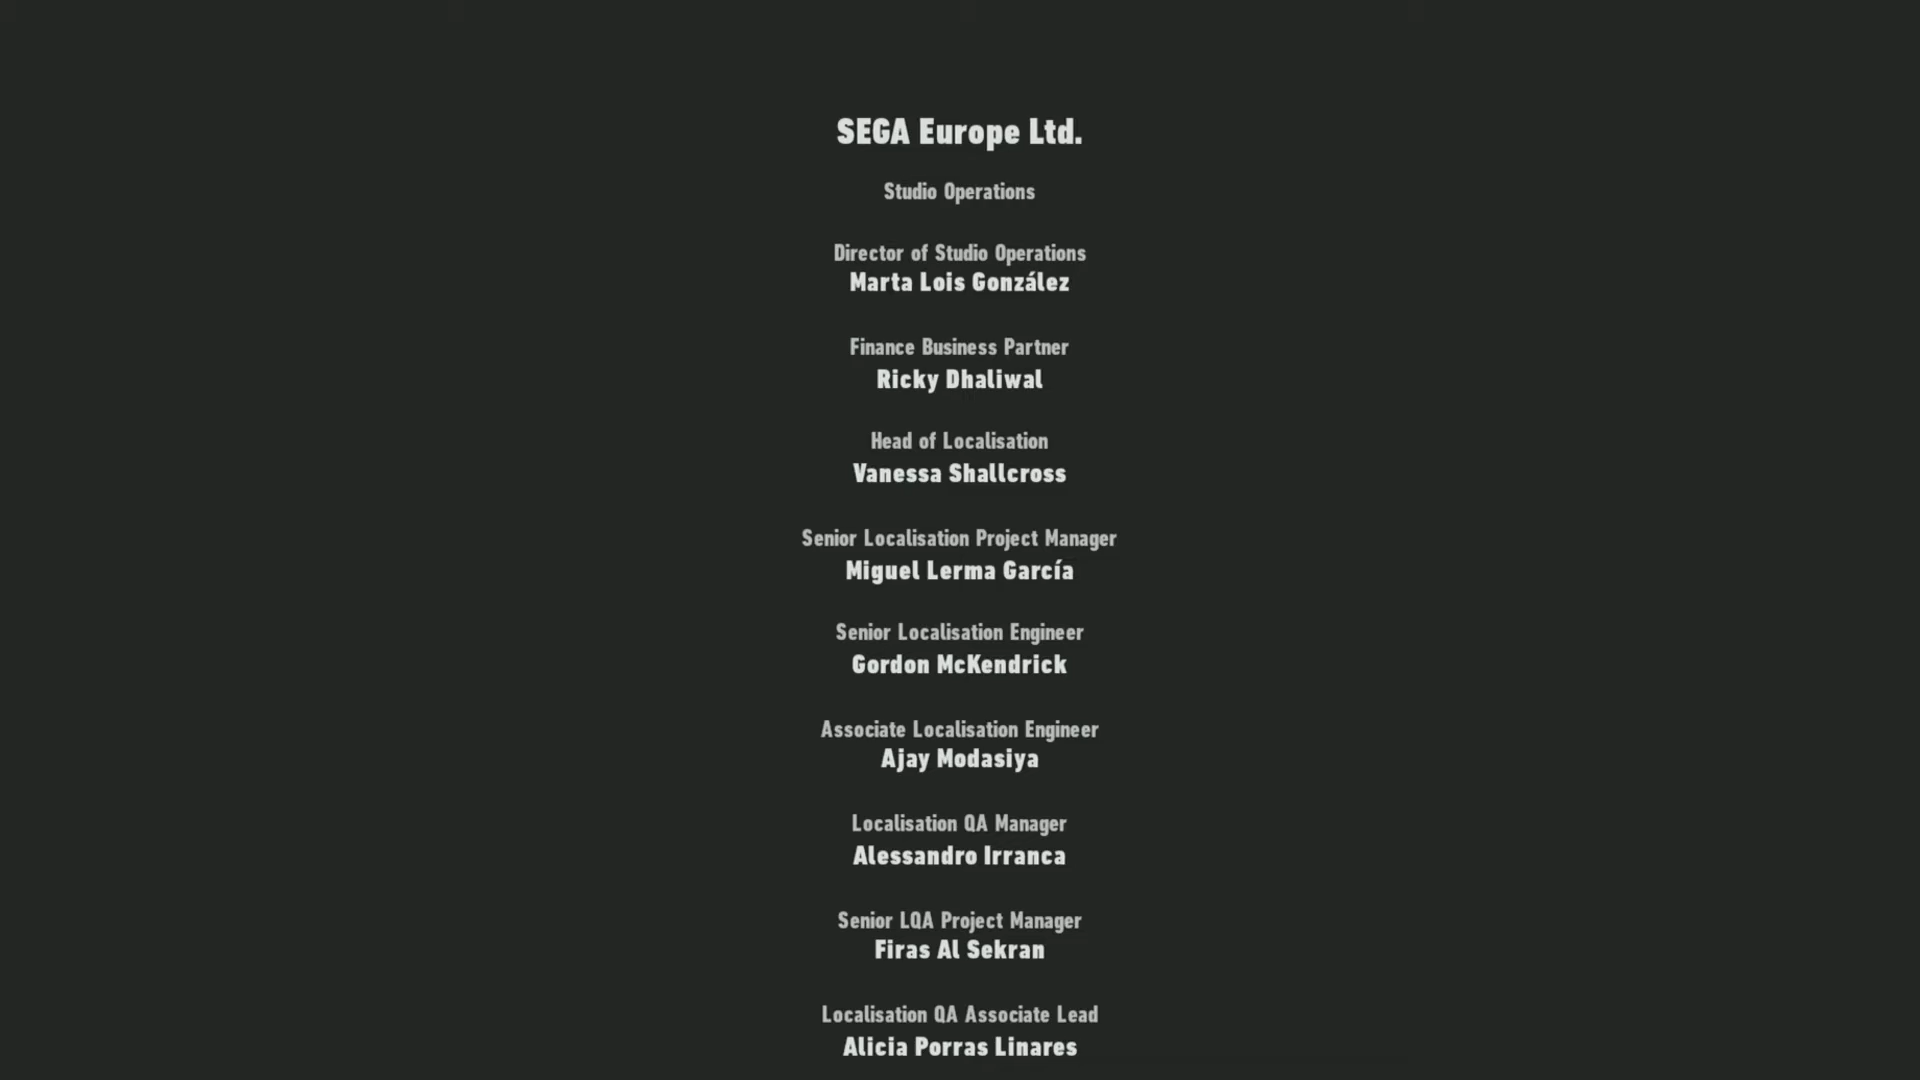 SEGA Europe Ltd.
Studio Operations
Director of Studio Operations
Marta Lois González
Finance Business Partner
Ricky Dhaliwal
Head of Localisation
Vanessa Shallcross
Senior Localisation Project Manager
Miguel Lerma García
Senior Localisation Engineer
Gordon McKendrick
Associate Localisation Engineer
Ajay Modasiya
Localisation QA Manager
Alessandro Irranca
Senior LQA Project Manager
Firas Al Sekran
Localisation QA Associate Lead
Alicia Porras Linares